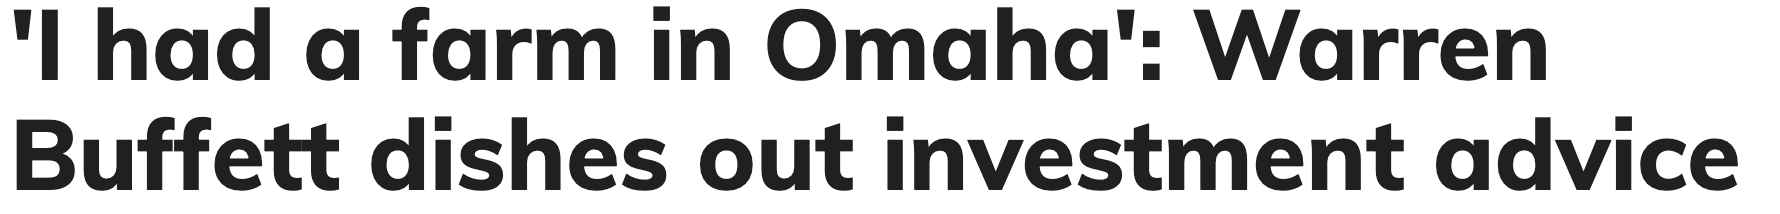 'I had a farm in Omaha': Warren
Buffett dishes out investment advice